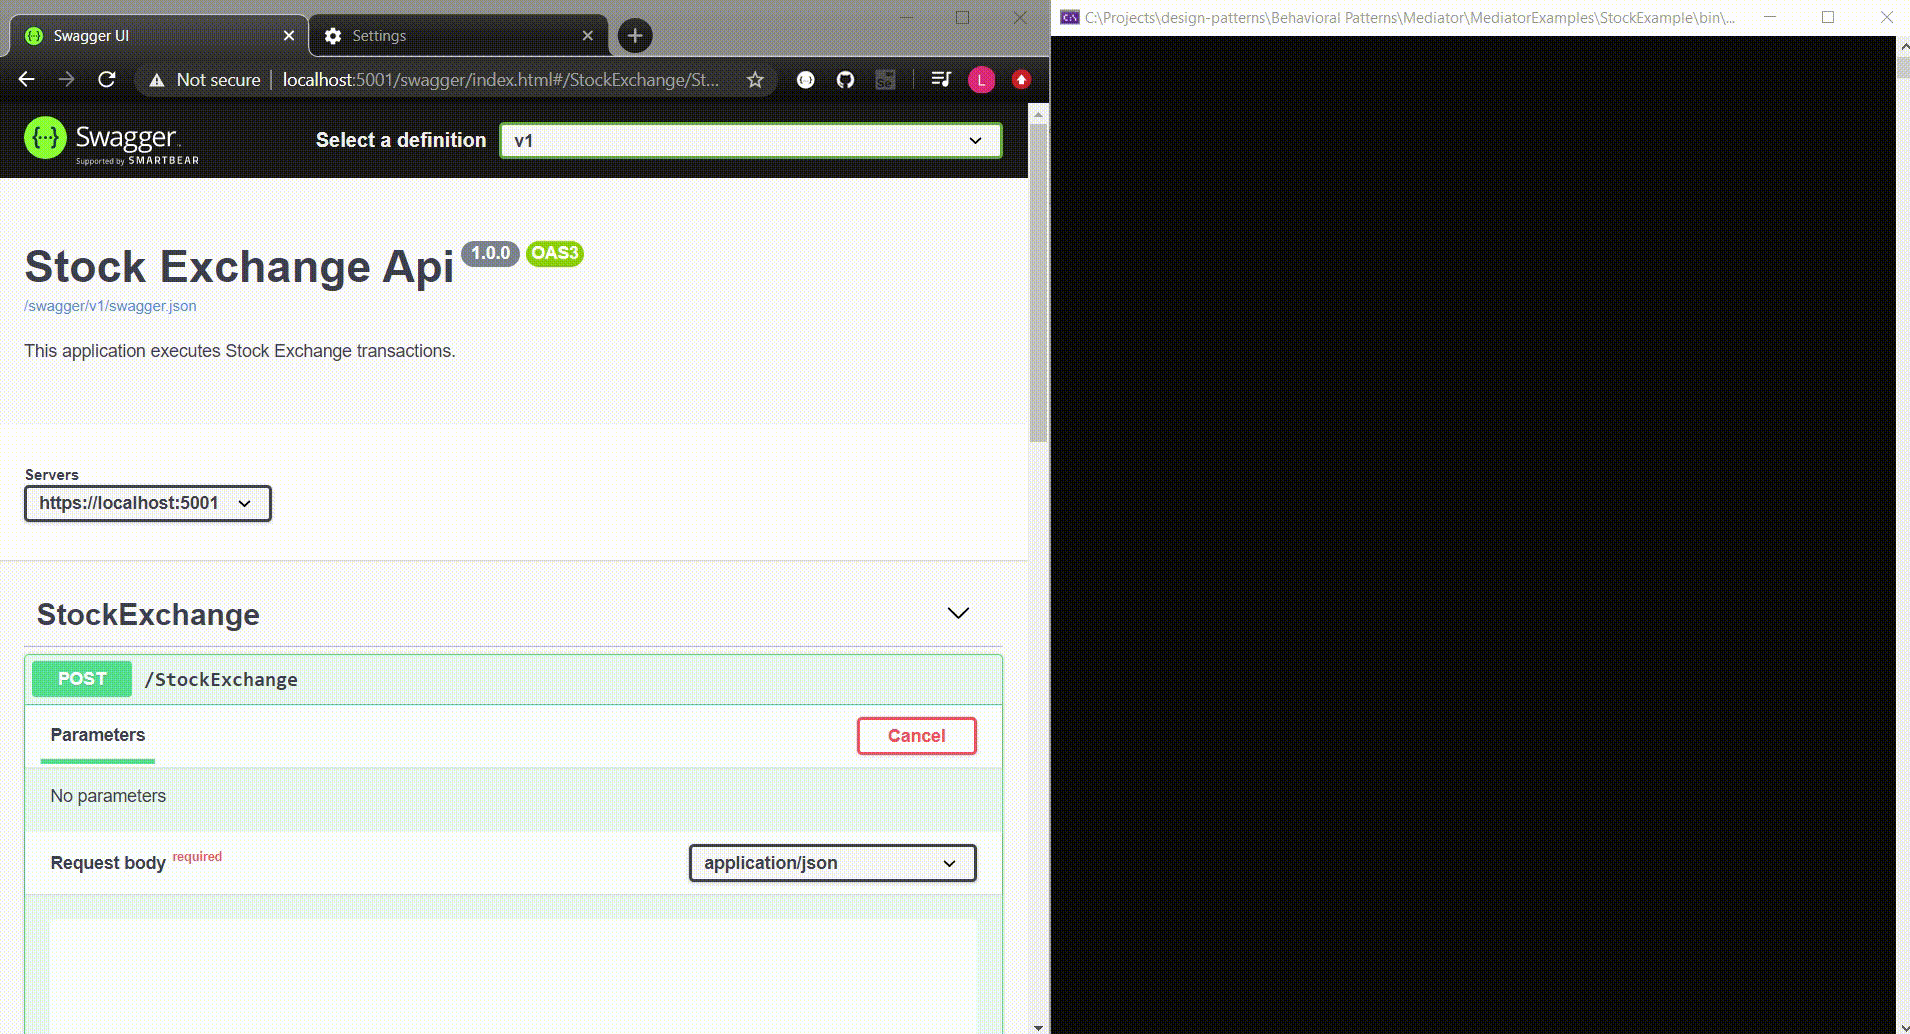 Swagger UI
Settings
C:\Projects\design-patterns\Behavioral Patterns\Mediator\MediatorExamples\StockExample\bin\...
Not secure
localhost:5001/swagger/index.html#/StockExchange/St...
L
Swagger
Supported by SMARTBEAR
Select a definition
v1
Stock Exchange Api 1.0.0 OAS3
/swagger/v1/swagger.json
This application executes Stock Exchange transactions.
Servers
https://localhost:5001
StockExchange
POST /StockExchange
Parameters
Cancel
No parameters
Request body required
application/json